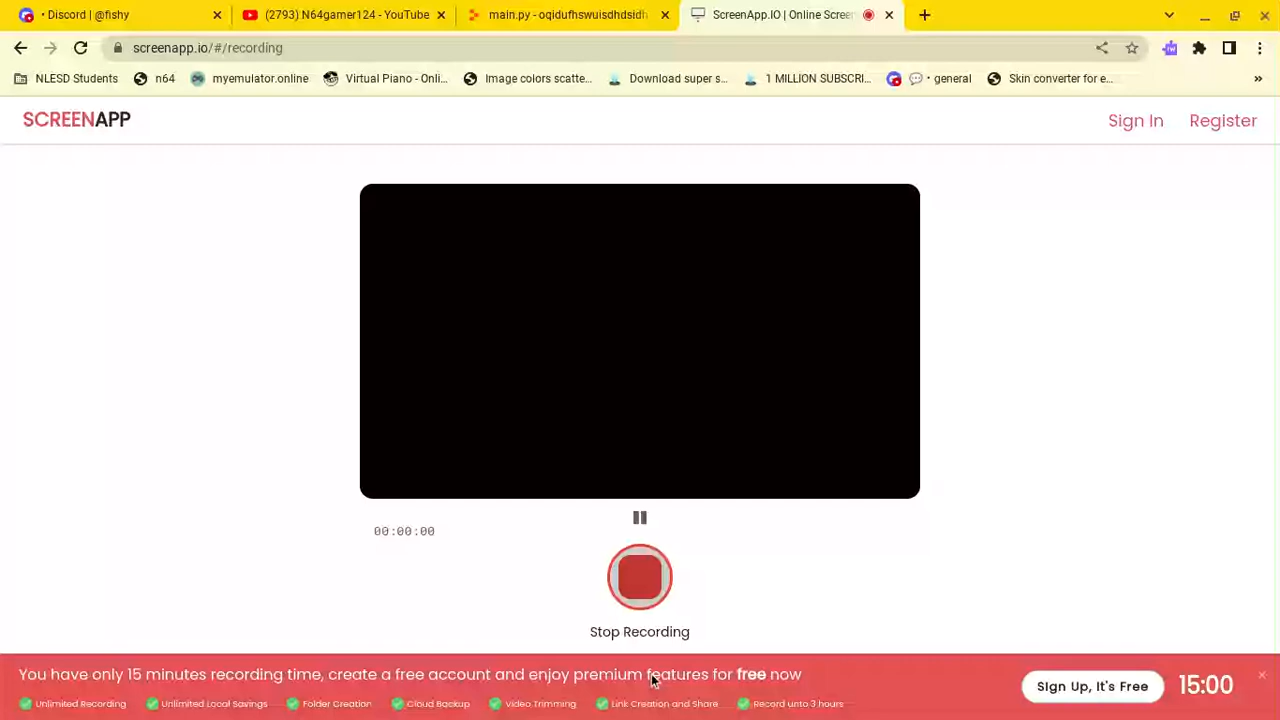 • Discord | @fishy
(2793) N64gamer124 - YouTube
main.py - oqidufhswuisdhdsidh
ScreenApp.IO | Online Screen
screenapp.io/#/recording
NLESD Students
n64
myemulator.online
Virtual Piano - Onli...
Image colors scatte...
Download super s...
1 MILLION SUBSCRI...
💬・general
Skin converter for e...
»
SCREENAPP
Sign In
Register
00:00:00
Stop Recording
You have only 15 minutes recording time, create a free account and enjoy premium features for free now
Unlimited Recording
Unlimited Local Savings
Folder Creation
Cloud Backup
Video Trimming
Link Creation and Share
Record unto 3 hours
Sign Up, It's Free
15:00